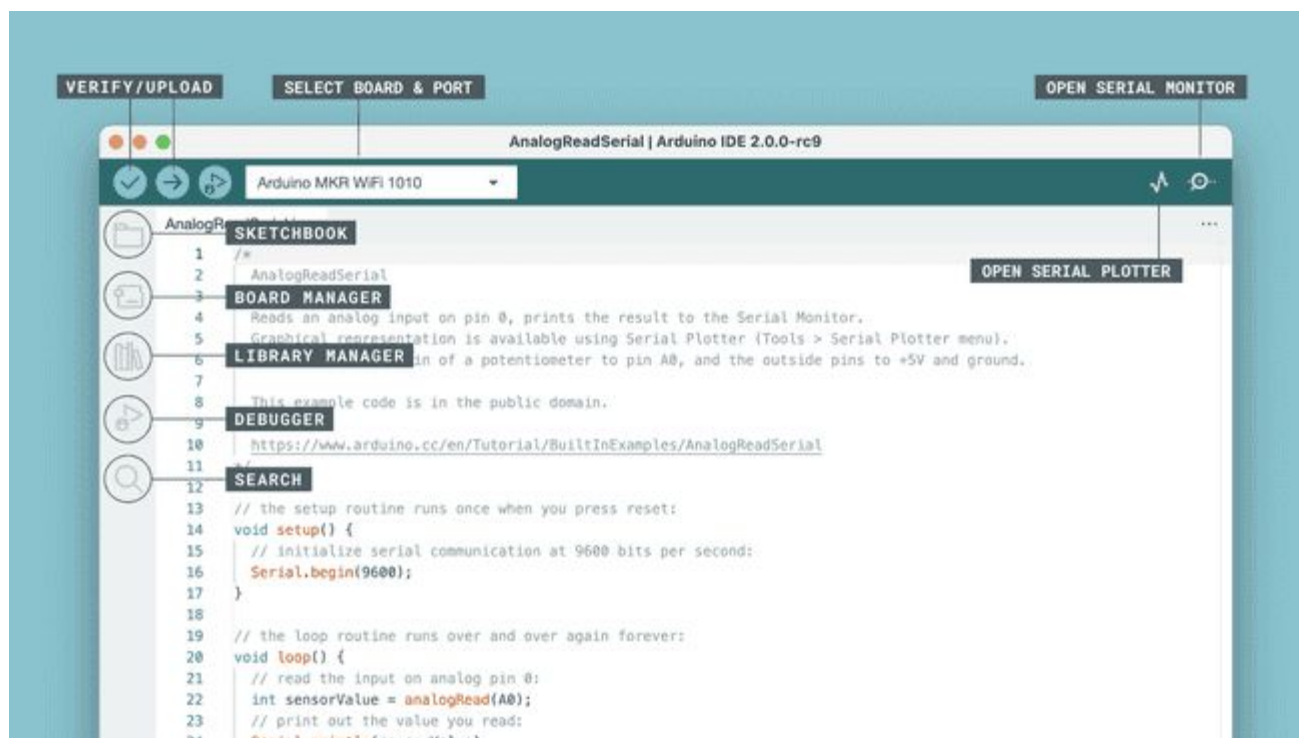 VERIFY/UPLOAD
SELECT BOARD & PORT
OPEN SERIAL MONITOR
AnalogReadSerial | Arduino IDE 2.0.0-rc9
Arduino MKR WiFi 1010
SKETCHBOOK
1 /*
2 AnalogReadSerial
OPEN SERIAL PLOTTER
3
BOARD MANAGER
4 Reads an analog input on pin 0, prints the result to the Serial Monitor.
5 Graphical representation is available using Serial Plotter (Tools > Serial Plotter menu).
LIBRARY MANAGER
6 of a potentiometer to pin A0, and the outside pins to +5V and ground.
7
8 This example code is in the public domain.
9
DEBUGGER
10 https://www.arduino.cc/en/Tutorial/BuiltInExamples/AnalogReadSerial
11 */
SEARCH
12
13 // the setup routine runs once when you press reset:
14 void setup() {
15 // initialize serial communication at 9600 bits per second:
16 Serial.begin(9600);
17 }
18
19 // the loop routine runs over and over again forever:
20 void loop() {
21 // read the input on analog pin 0:
22 int sensorValue = analogRead(A0);
23 // print out the value you read: